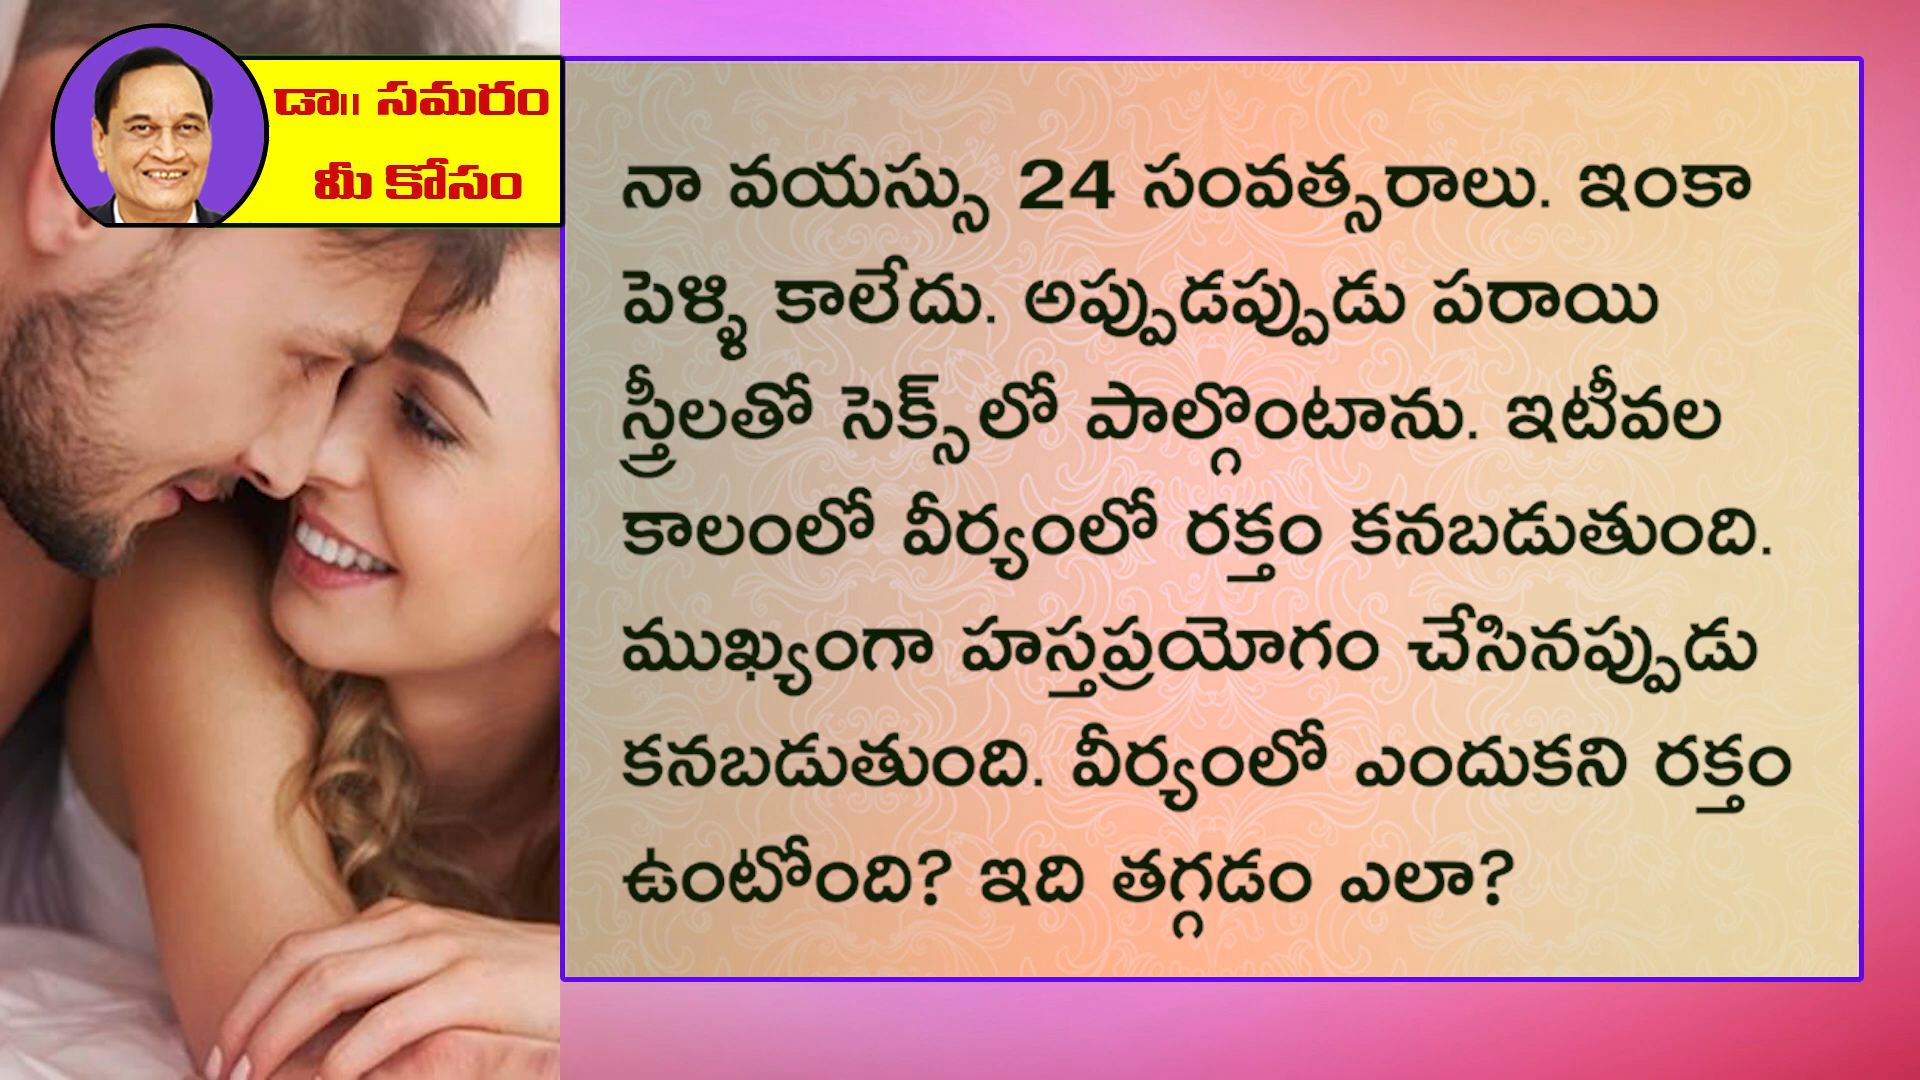 డా॥ సమరం
మీ కోసం
నా వయస్సు 24 సంవత్సరాలు. ఇంకా
పెళ్ళి కాలేదు. అప్పుడప్పుడు పరాయి
స్త్రీలతో సెక్స్‌లో పాల్గొంటాను. ఇటీవల
కాలంలో వీర్యంలో రక్తం కనబడుతుంది.
ముఖ్యంగా హస్తప్రయోగం చేసినప్పుడు
కనబడుతుంది. వీర్యంలో ఎందుకని రక్తం
ఉంటోంది? ఇది తగ్గడం ఎలా?